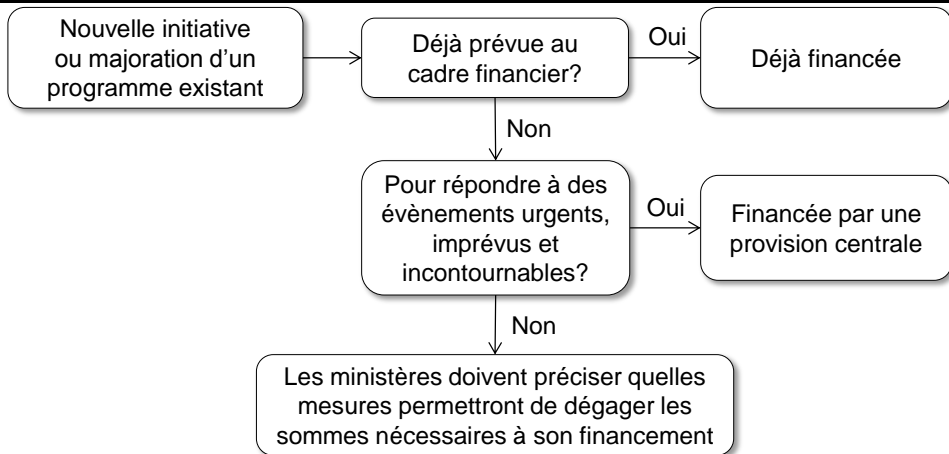 Nouvelle initiative
ou majoration d’un
programme existant
Déjà prévue au
cadre financier?
Oui
Déjà financée
Non
Pour répondre à des
évènements urgents,
imprévus et
incontournables?
Oui
Financée par une
provision centrale
Non
Les ministères doivent préciser quelles
mesures permettront de dégager les
sommes nécessaires à son financement